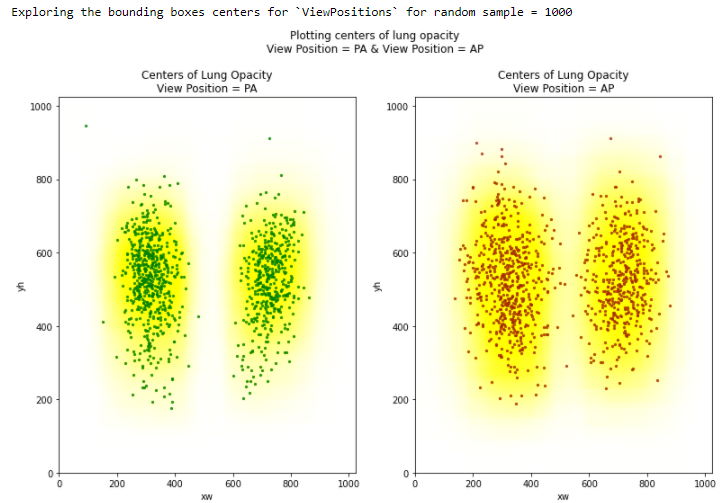 Exploring the bounding boxes centers for `ViewPositions` for random sample = 1000
Plotting centers of lung opacity
View Position = PA & View Position = AP
Centers of Lung Opacity
View Position = PA
1000
800
600
400
200
0
yh
0 200 400 600 800 1000
xw
Centers of Lung Opacity
View Position = AP
1000
800
600
400
200
0
yh
0 200 400 600 800 1000
xw